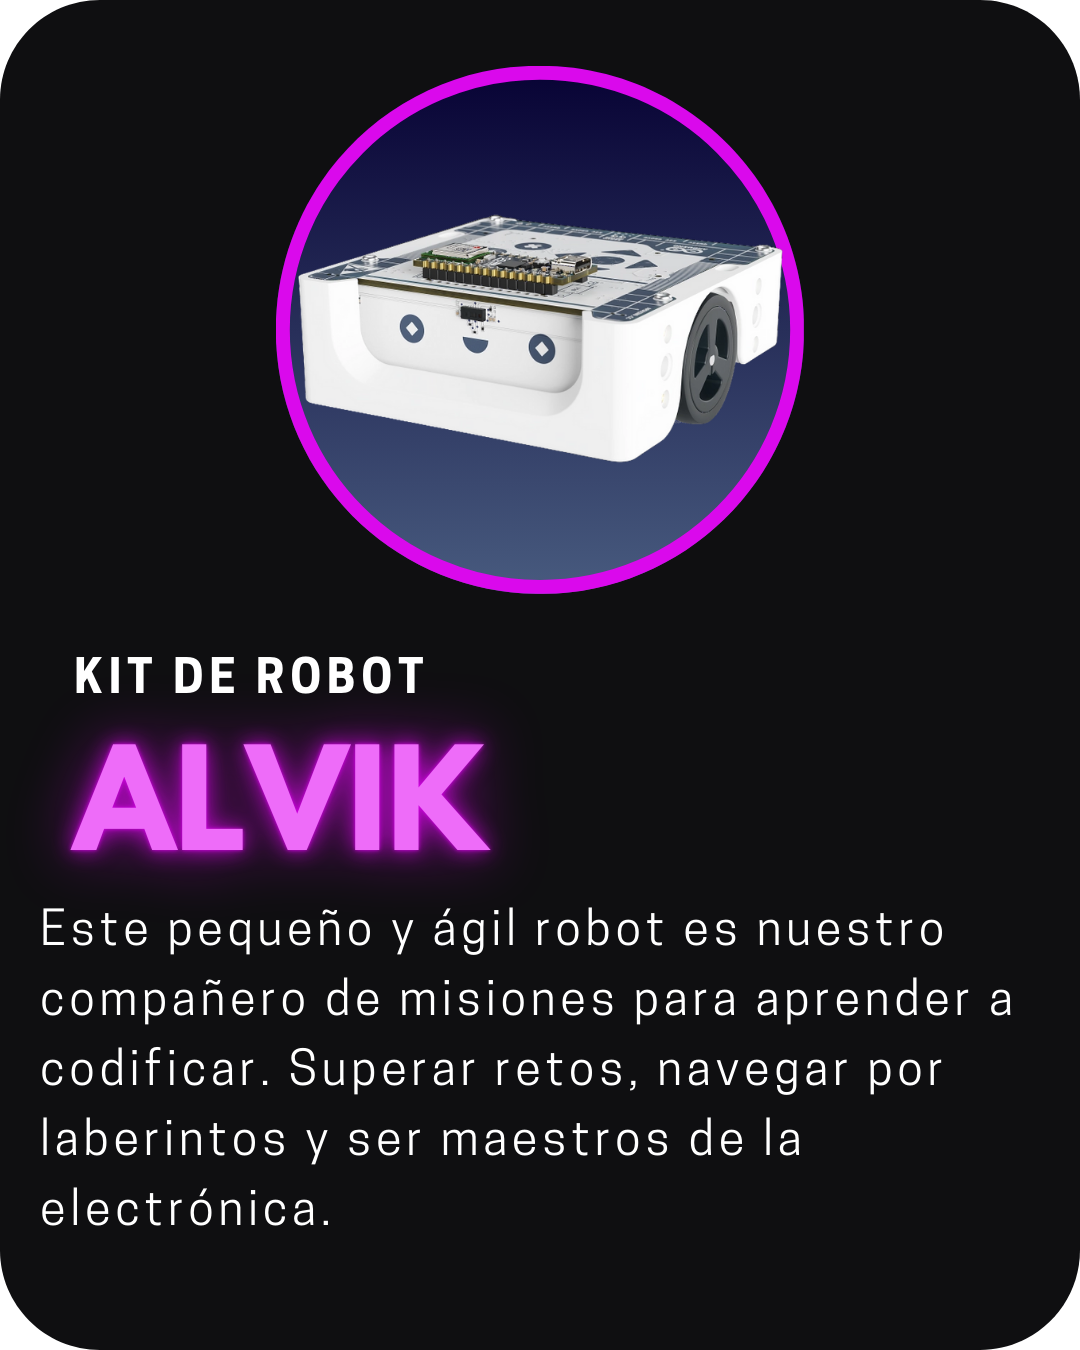 KIT DE ROBOT
ALVIK
Este pequeño y ágil robot es nuestro
compañero de misiones para aprender a
codificar. Superar retos, navegar por
laberintos y ser maestros de la
electrónica.